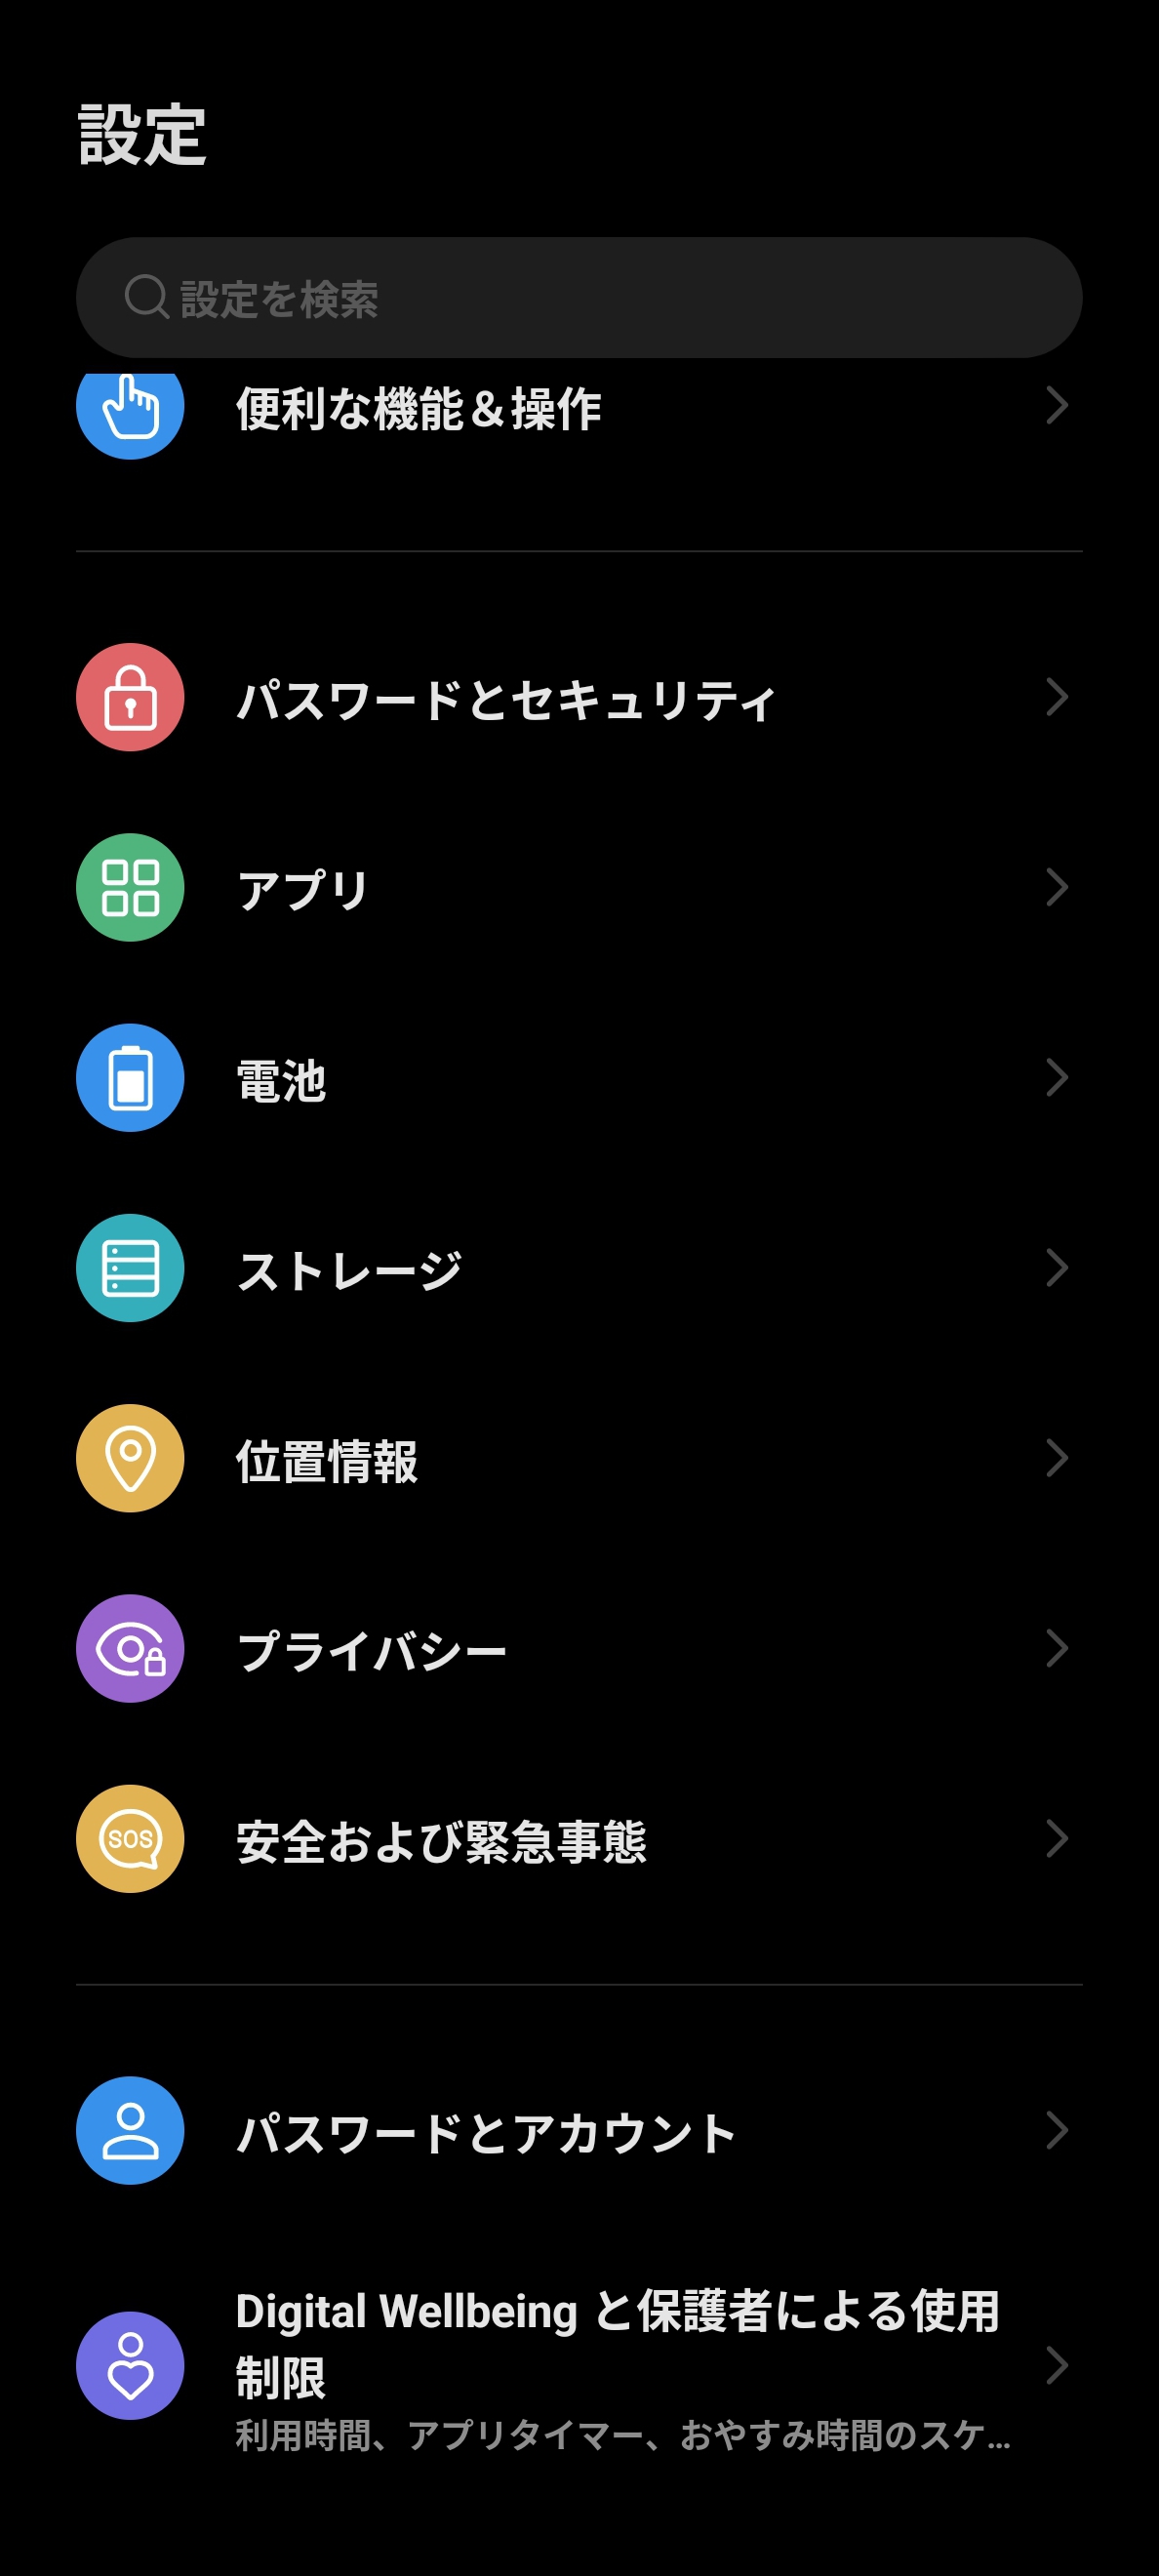 設定
設定を検索
便利な機能＆操作
パスワードとセキュリティ
アプリ
電池
ストレージ
位置情報
プライバシー
SOS
安全および緊急事態
パスワードとアカウント
Digital Wellbeing と保護者による使用
制限
利用時間、アプリタイマー、おやすみ時間のスケ…